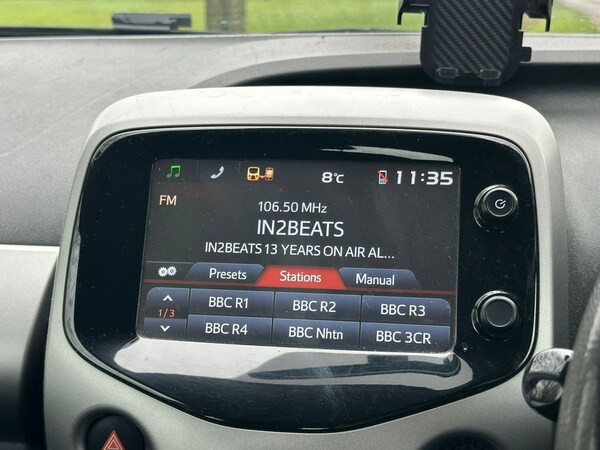 8°C 11:35
FM
106.50 MHz
IN2BEATS
IN2BEATS 13 YEARS ON AIR AL...
Presets Stations Manual
BBC R1 BBC R2 BBC R3
1/3
BBC R4 BBC Nhtn BBC 3CR